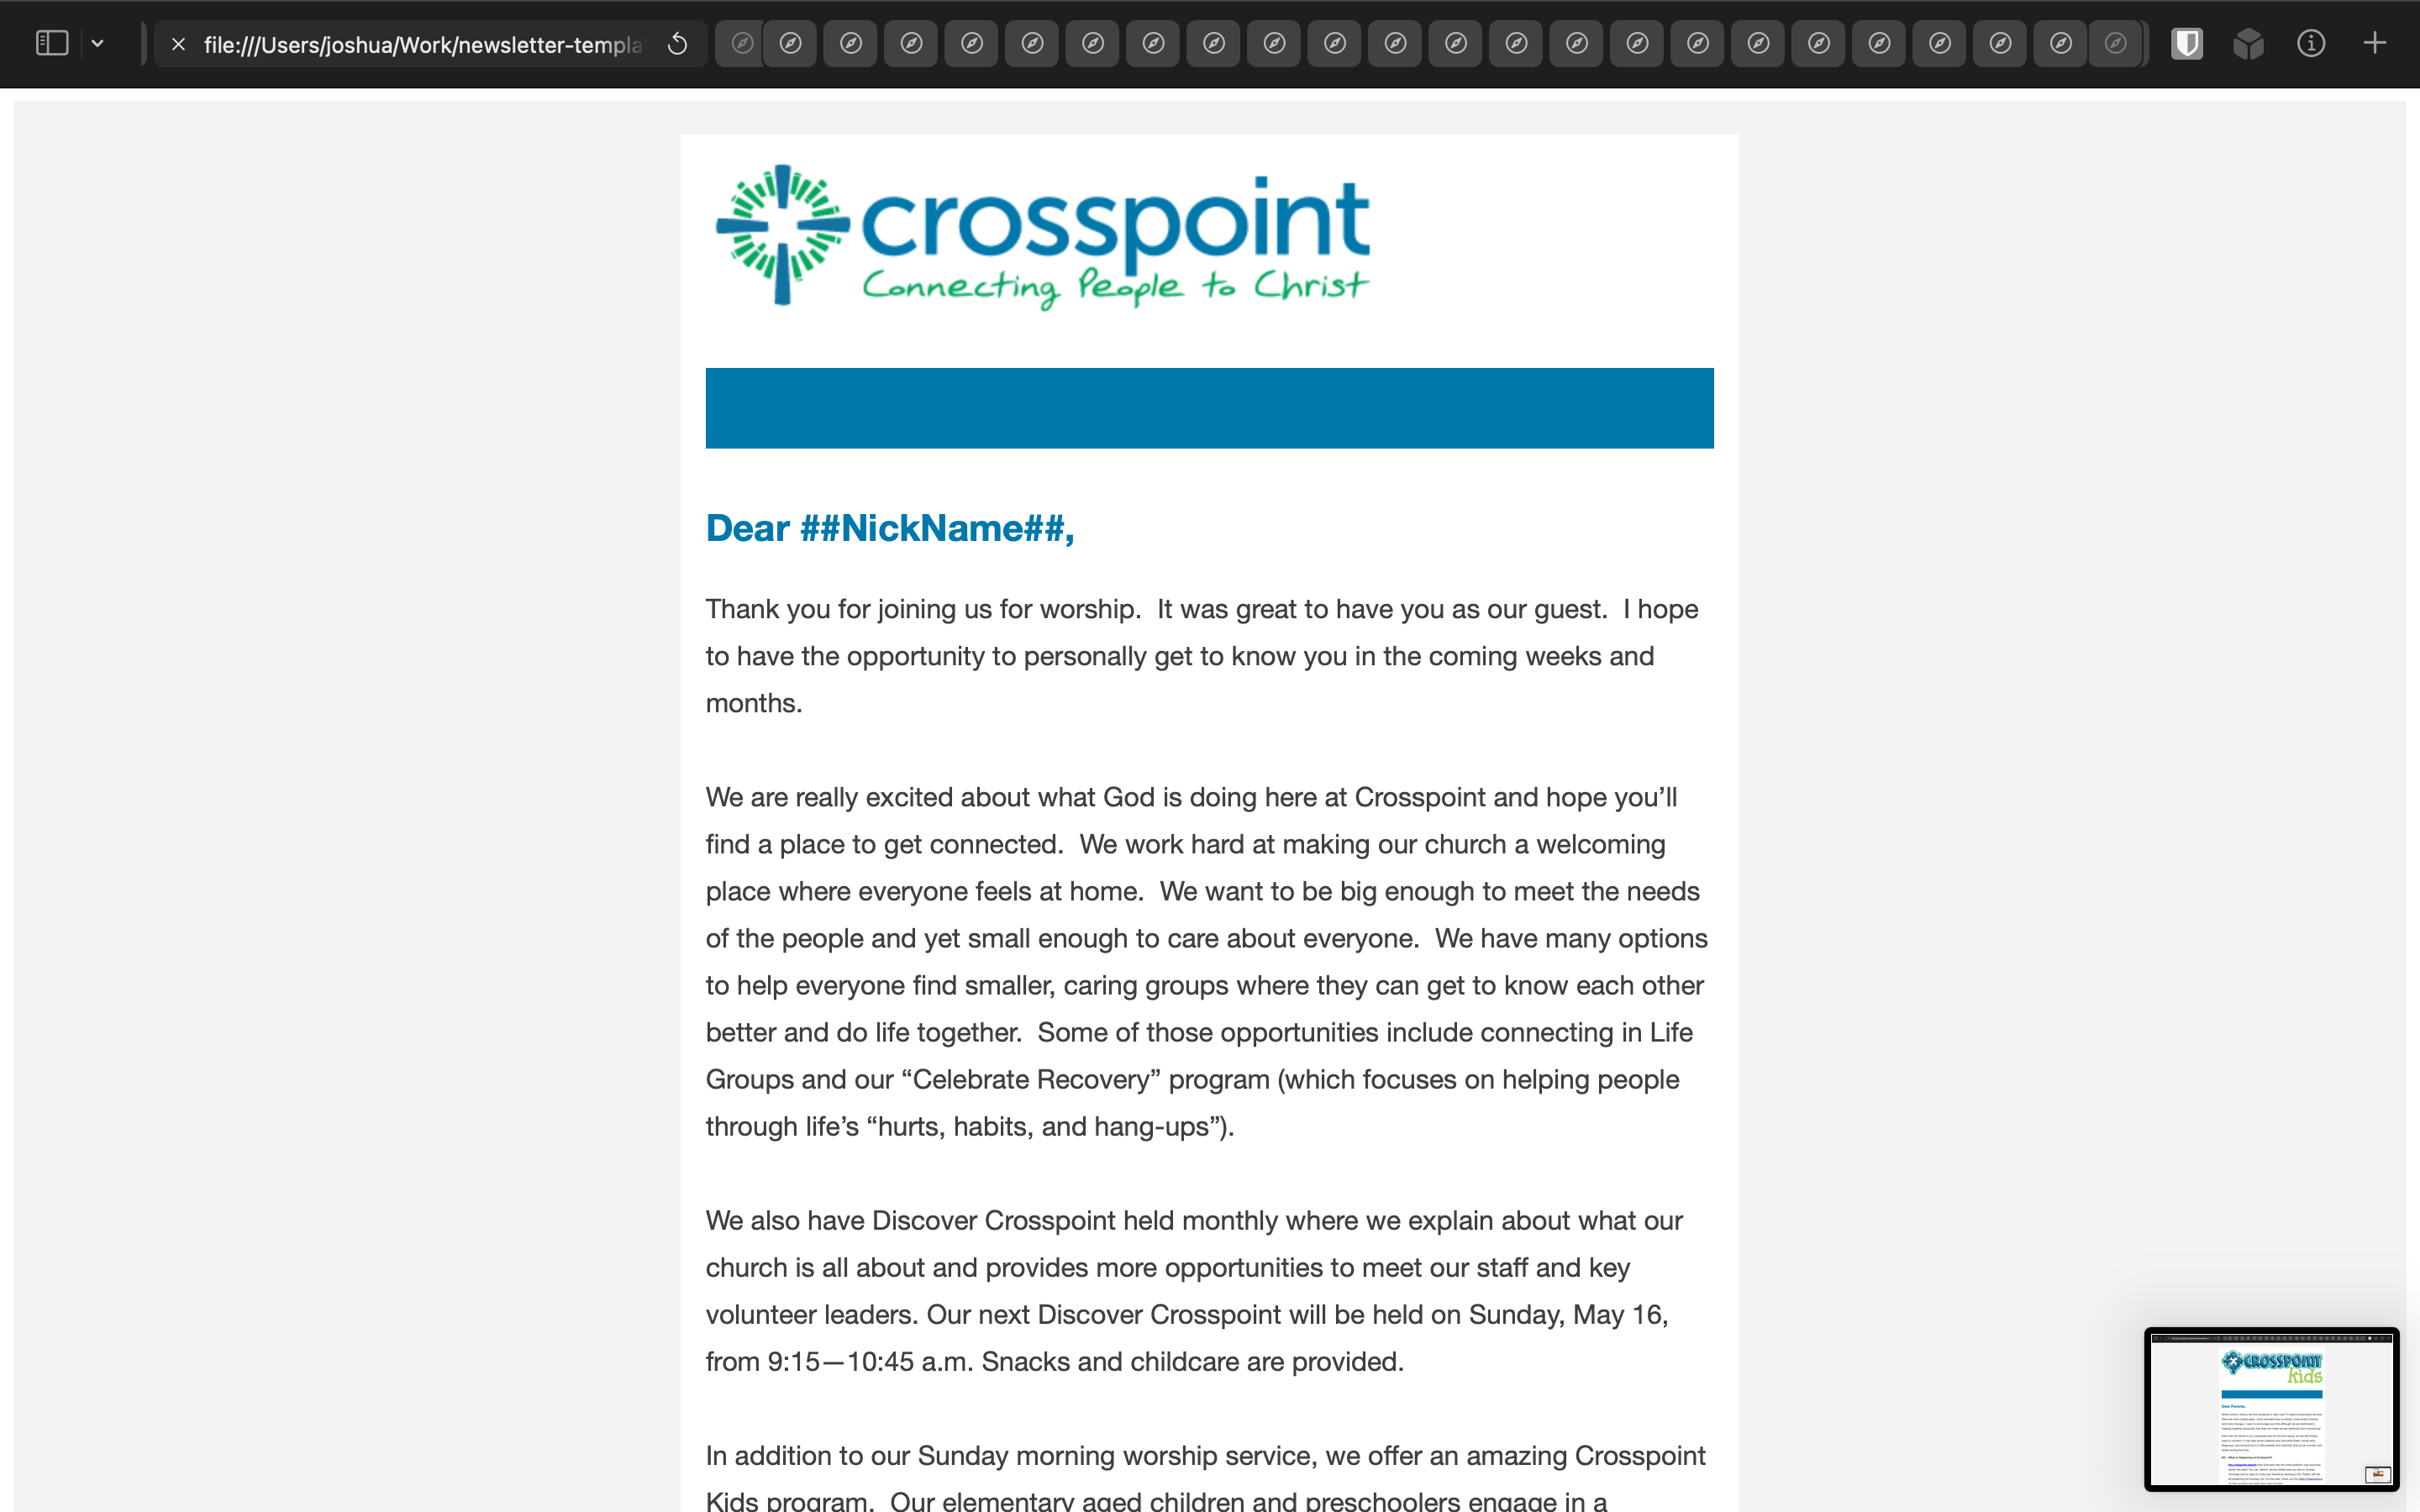 file:///Users/joshua/Work/newsletter-templa
crosspoint
Connecting People to Christ
Dear ##NickName##,
Thank you for joining us for worship.  It was great to have you as our guest.  I hope
to have the opportunity to personally get to know you in the coming weeks and
months.
We are really excited about what God is doing here at Crosspoint and hope you’ll
find a place to get connected.  We work hard at making our church a welcoming
place where everyone feels at home.  We want to be big enough to meet the needs
of the people and yet small enough to care about everyone.  We have many options
to help everyone find smaller, caring groups where they can get to know each other
better and do life together.  Some of those opportunities include connecting in Life
Groups and our “Celebrate Recovery” program (which focuses on helping people
through life’s “hurts, habits, and hang-ups”).
We also have Discover Crosspoint held monthly where we explain about what our
church is all about and provides more opportunities to meet our staff and key
volunteer leaders. Our next Discover Crosspoint will be held on Sunday, May 16,
from 9:15—10:45 a.m. Snacks and childcare are provided.
In addition to our Sunday morning worship service, we offer an amazing Crosspoint
Kids program.  Our elementary aged children and preschoolers engage in a
CROSSPOINT
kids
Dear Parents,